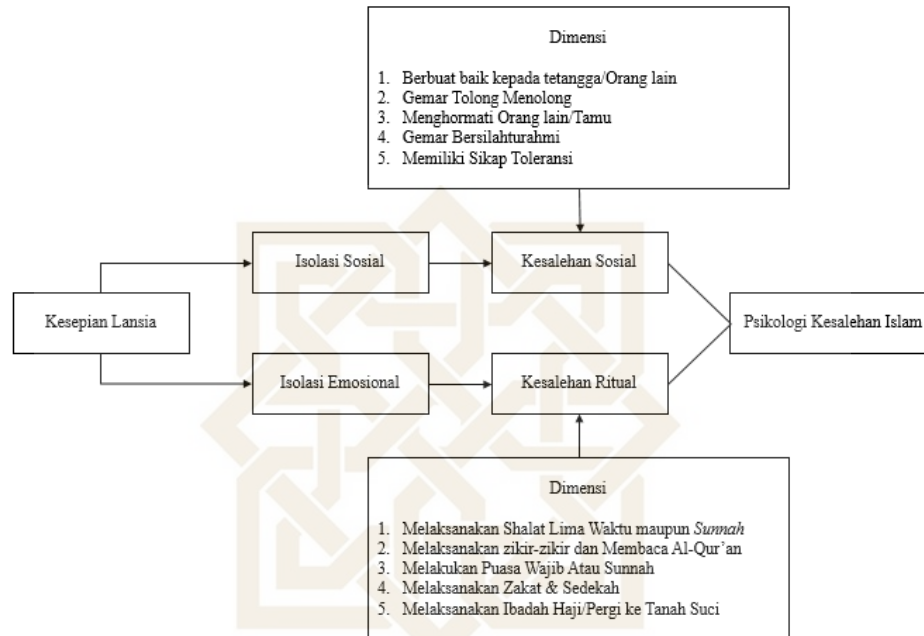 Dimensi
1. Berbuat baik kepada tetangga/Orang lain
2. Gemar Tolong Menolong
3. Menghormati Orang lain/Tamu
4. Gemar Bersilahturahmi
5. Memiliki Sikap Toleransi
Isolasi Sosial
Kesalehan Sosial
Kesepian Lansia
Psikologi Kesalehan Islam
Isolasi Emosional
Kesalehan Ritual
Dimensi
1. Melaksanakan Shalat Lima Waktu maupun Sunnah
2. Melaksanakan zikir-zikir dan Membaca Al-Qur’an
3. Melakukan Puasa Wajib Atau Sunnah
4. Melaksanakan Zakat & Sedekah
5. Melaksanakan Ibadah Haji/Pergi ke Tanah Suci